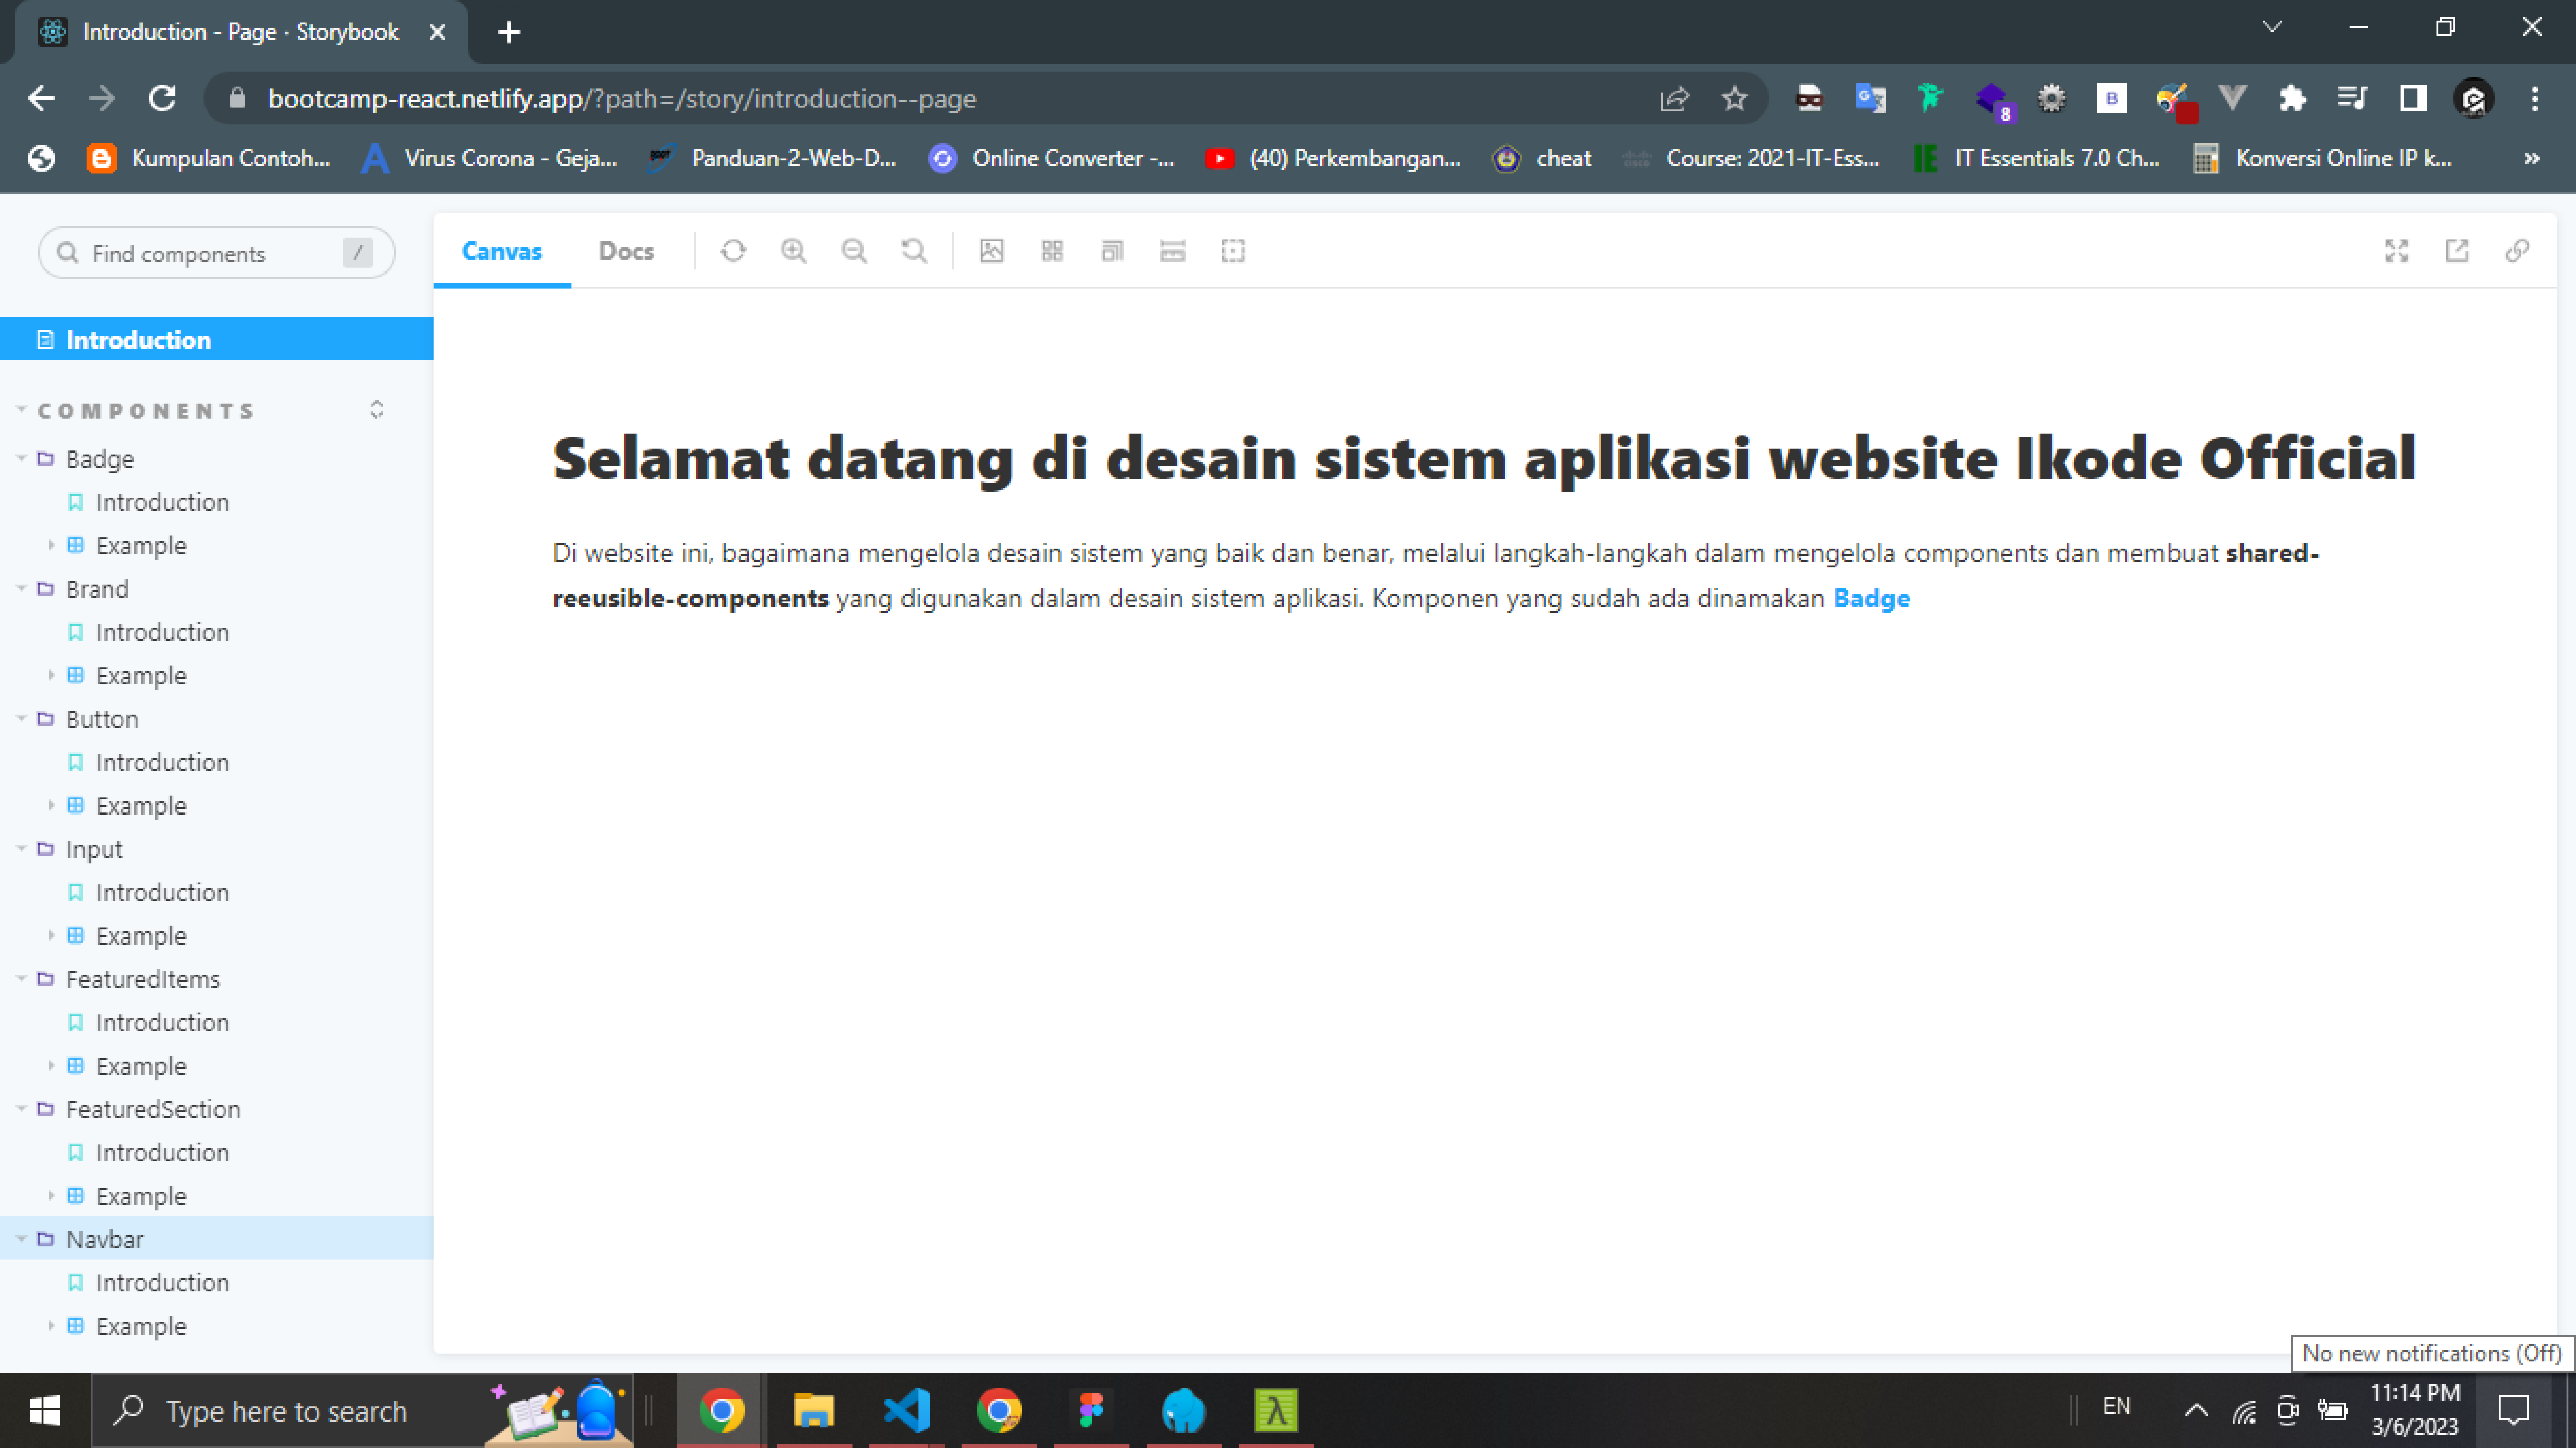 Introduction - Page · Storybook
bootcamp-react.netlify.app/?path=/story/introduction--page
8
B
Kumpulan Contoh...
Virus Corona - Geja...
Panduan-2-Web-D...
Online Converter -...
(40) Perkembangan...
cheat
Course: 2021-IT-Ess...
IT Essentials 7.0 Ch...
Konversi Online IP k...
»
Find components
/
Canvas
Docs
Introduction
COMPONENTS
Badge
Introduction
Example
Brand
Introduction
Example
Button
Introduction
Example
Input
Introduction
Example
FeaturedItems
Introduction
Example
FeaturedSection
Introduction
Example
Navbar
Introduction
Example
Selamat datang di desain sistem aplikasi website Ikode Official
Di website ini, bagaimana mengelola desain sistem yang baik dan benar, melalui langkah-langkah dalam mengelola components dan membuat shared-
reeusible-components yang digunakan dalam desain sistem aplikasi. Komponen yang sudah ada dinamakan Badge
No new notifications (Off)
Type here to search
EN
11:14 PM
3/6/2023